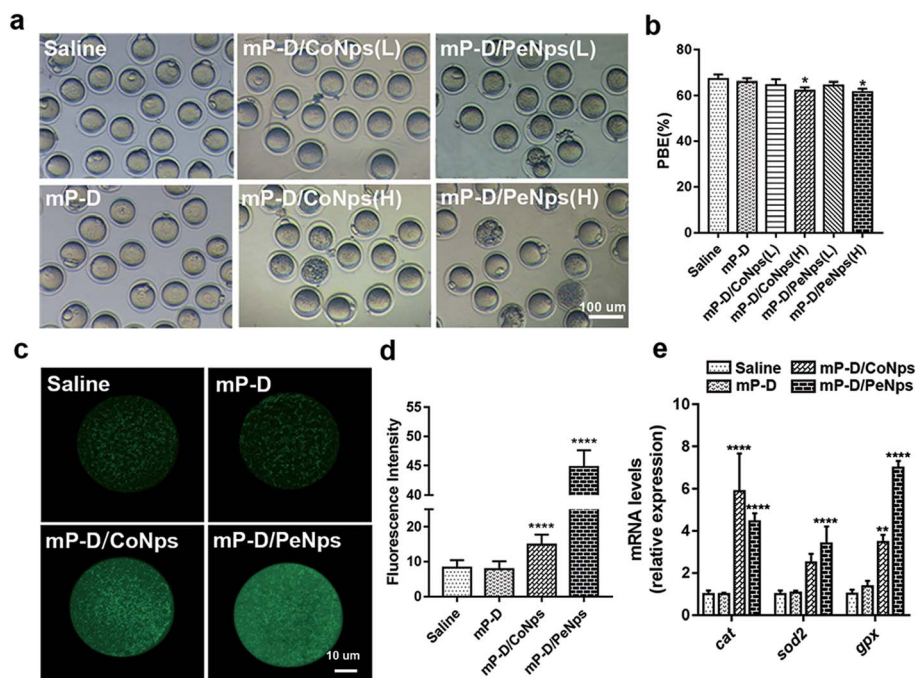 a
Saline
mP-D/CoNps(L)
mP-D/PeNps(L)
mP-D
mP-D/CoNps(H)
mP-D/PeNps(H)
100 um
b
PBE(%)
80
60
40
20
0
Saline
mP-D
mP-D/CoNps(L)
mP-D/CoNps(H)
mP-D/PeNps(L)
mP-D/PeNps(H)
*
*
c
Saline
mP-D
mP-D/CoNps
mP-D/PeNps
10 um
d
Fluorescence Intensity
50
45
40
20
10
0
****
****
Saline
mP-D
mP-D/CoNps
mP-D/PeNps
e
Saline
mP-D/CoNps
mP-D
mP-D/PeNps
mRNA levels
(relative expression)
8
6
4
2
0
****
****
****
**
****
cat
sod2
gpx